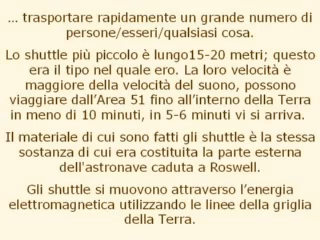 ... trasportare rapidamente un grande numero di
persone/esseri/qualsiasi cosa.
Lo shuttle più piccolo è lungo15-20 metri; questo
era il tipo nel quale ero. La loro velocità è
maggiore della velocità del suono, possono
viaggiare dall'Area 51 fino all'interno della Terra
in meno di 10 minuti, in 5-6 minuti vi si arriva.
Il materiale di cui sono fatti gli shuttle è la stessa
sostanza di cui era costituita la parte esterna
dell'astronave caduta a Roswell.
Gli shuttle si muovono attraverso l'energia
elettromagnetica utilizzando le linee della griglia
della Terra.